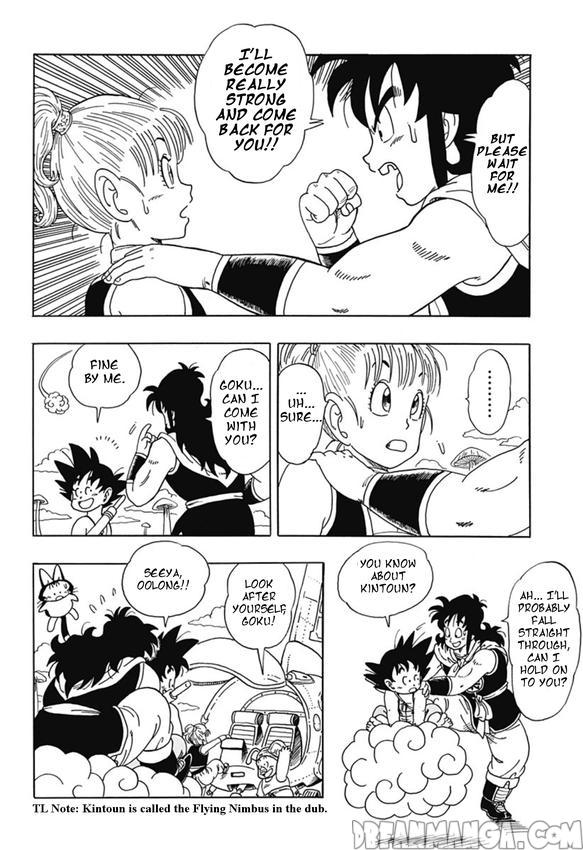 BUT
PLEASE
WAIT
FOR
ME!!
I'LL
BECOME
REALLY
STRONG
AND COME
BACK FOR
YOU!!
........
...
UH...
SURE...
GOKU...
CAN I
COME
WITH
YOU?
FINE
BY ME.
AH... I'LL
PROBABLY
FALL
STRAIGHT
THROUGH,
CAN I
HOLD ON
TO YOU?
YOU KNOW
ABOUT
KINTOUN?
LOOK
AFTER
YOURSELF,
GOKU!
SEEYA,
OOLONG!!
TL Note: Kintoun is called the Flying Nimbus in the dub.
DBFANMANGA.COM